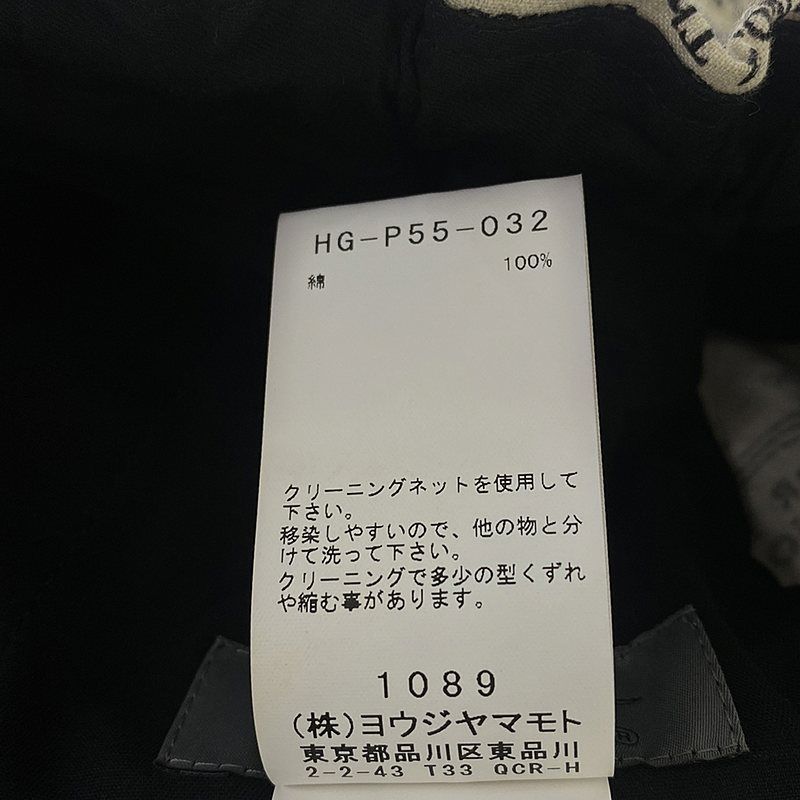 HG-P55-032
綿 100%
クリーニングネットを使用して
下さい。
移染しやすいので、他の物と分
けて洗って下さい。
クリーニングで多少の型くずれ
や縮む事があります。
1089
(株)ヨウジヤマモト
東京都品川区東品川
2-2-43 T33 QCR-H
®